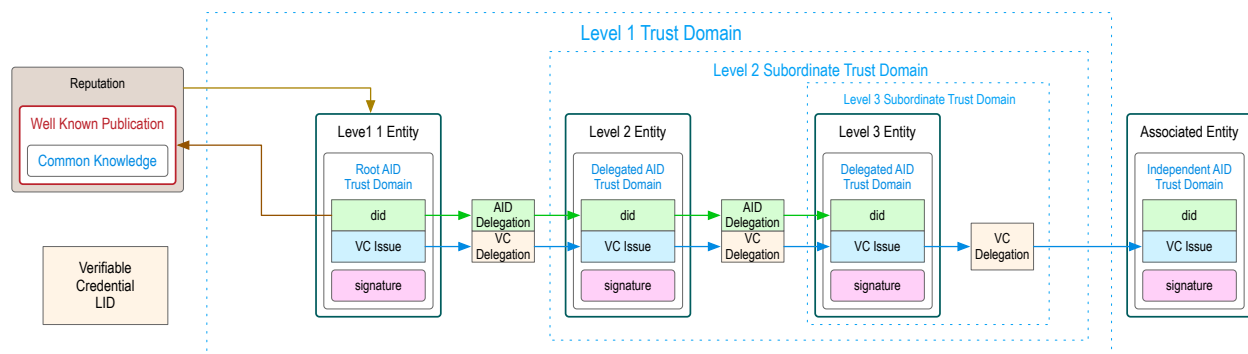 Level 1 Trust Domain
Level 2 Subordinate Trust Domain
Level 3 Subordinate Trust Domain
Reputation
Well Known Publication
Common Knowledge
Verifiable
Credential
LID
Leve1 1 Entity
Root AID
Trust Domain
did
VC Issue
signature
AID
Delegation
VC
Delegation
Level 2 Entity
Delegated AID
Trust Domain
did
VC Issue
signature
AID
Delegation
VC
Delegation
Level 3 Entity
Delegated AID
Trust Domain
did
VC Issue
signature
VC
Delegation
Associated Entity
Independent AID
Trust Domain
did
VC Issue
signature